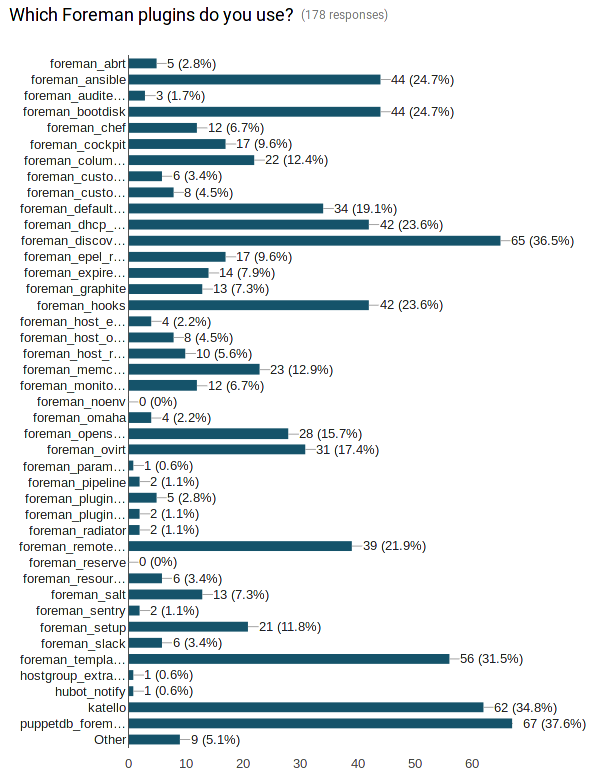 Which Foreman plugins do you use? (178 responses)
foreman_abrt 5 (2.8%)
foreman_ansible 44 (24.7%)
foreman_audite… 3 (1.7%)
foreman_bootdisk 44 (24.7%)
foreman_chef 12 (6.7%)
foreman_cockpit 17 (9.6%)
foreman_colum… 22 (12.4%)
foreman_custo… 6 (3.4%)
foreman_custo… 8 (4.5%)
foreman_default… 34 (19.1%)
foreman_dhcp_… 42 (23.6%)
foreman_discov… 65 (36.5%)
foreman_epel_r… 17 (9.6%)
foreman_expire… 14 (7.9%)
foreman_graphite 13 (7.3%)
foreman_hooks 42 (23.6%)
foreman_host_e… 4 (2.2%)
foreman_host_o… 8 (4.5%)
foreman_host_r… 10 (5.6%)
foreman_memc… 23 (12.9%)
foreman_monito… 12 (6.7%)
foreman_noenv 0 (0%)
foreman_omaha 4 (2.2%)
foreman_opens… 28 (15.7%)
foreman_ovirt 31 (17.4%)
foreman_param… 1 (0.6%)
foreman_pipeline 2 (1.1%)
foreman_plugin… 5 (2.8%)
foreman_plugin… 2 (1.1%)
foreman_radiator 2 (1.1%)
foreman_remote… 39 (21.9%)
foreman_reserve 0 (0%)
foreman_resour… 6 (3.4%)
foreman_salt 13 (7.3%)
foreman_sentry 2 (1.1%)
foreman_setup 21 (11.8%)
foreman_slack 6 (3.4%)
foreman_templa… 56 (31.5%)
hostgroup_extra… 1 (0.6%)
hubot_notify 1 (0.6%)
katello 62 (34.8%)
puppetdb_forem… 67 (37.6%)
Other 9 (5.1%)
0 10 20 30 40 50 60